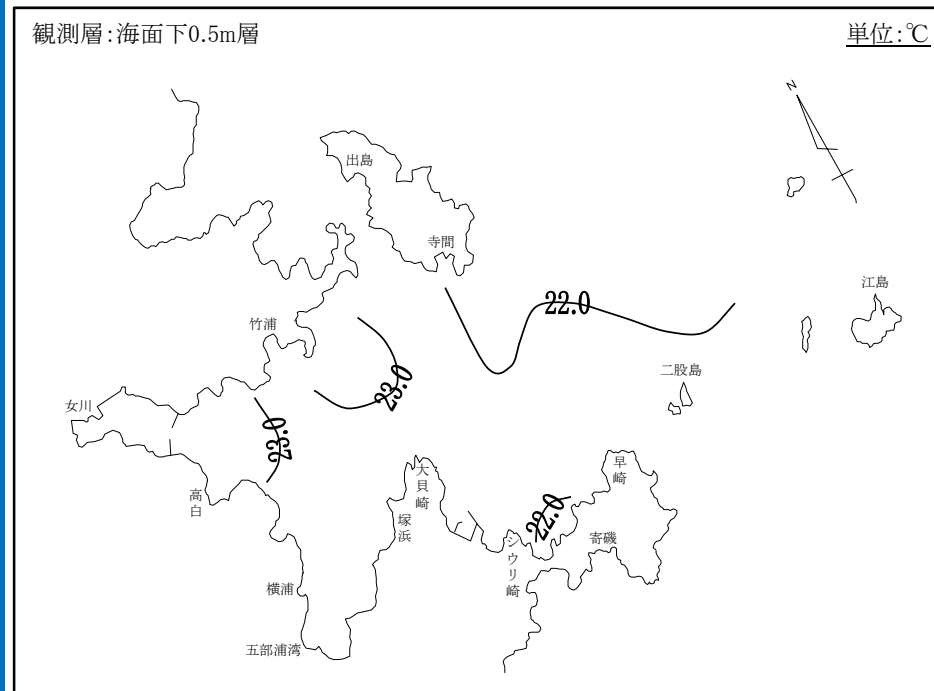 観測層:海面下0.5m層
単位:℃
N
出島
寺間
江島
22.0
竹浦
二股島
23.0
女川
23.0
大貝崎
早崎
高白
塚浜
22.0
寄磯
シウリ崎
横浦
五部浦湾